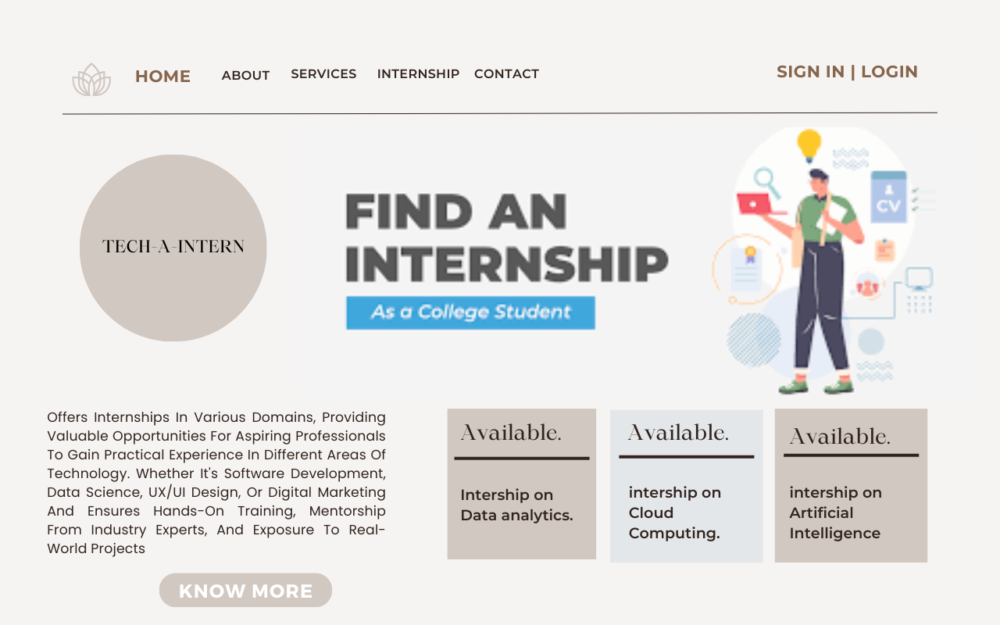 HOME ABOUT SERVICES INTERNSHIP CONTACT SIGN IN | LOGIN
TECH-A-INTERN
FIND AN
INTERNSHIP
As a College Student
CV
Offers Internships In Various Domains, Providing
Valuable Opportunities For Aspiring Professionals
To Gain Practical Experience In Different Areas Of
Technology. Whether It's Software Development,
Data Science, UX/UI Design, Or Digital Marketing
And Ensures Hands-On Training, Mentorship
From Industry Experts, And Exposure To Real-
World Projects
KNOW MORE
Available.
Intership on
Data analytics.
Available.
intership on
Cloud
Computing.
Available.
intership on
Artificial
Intelligence